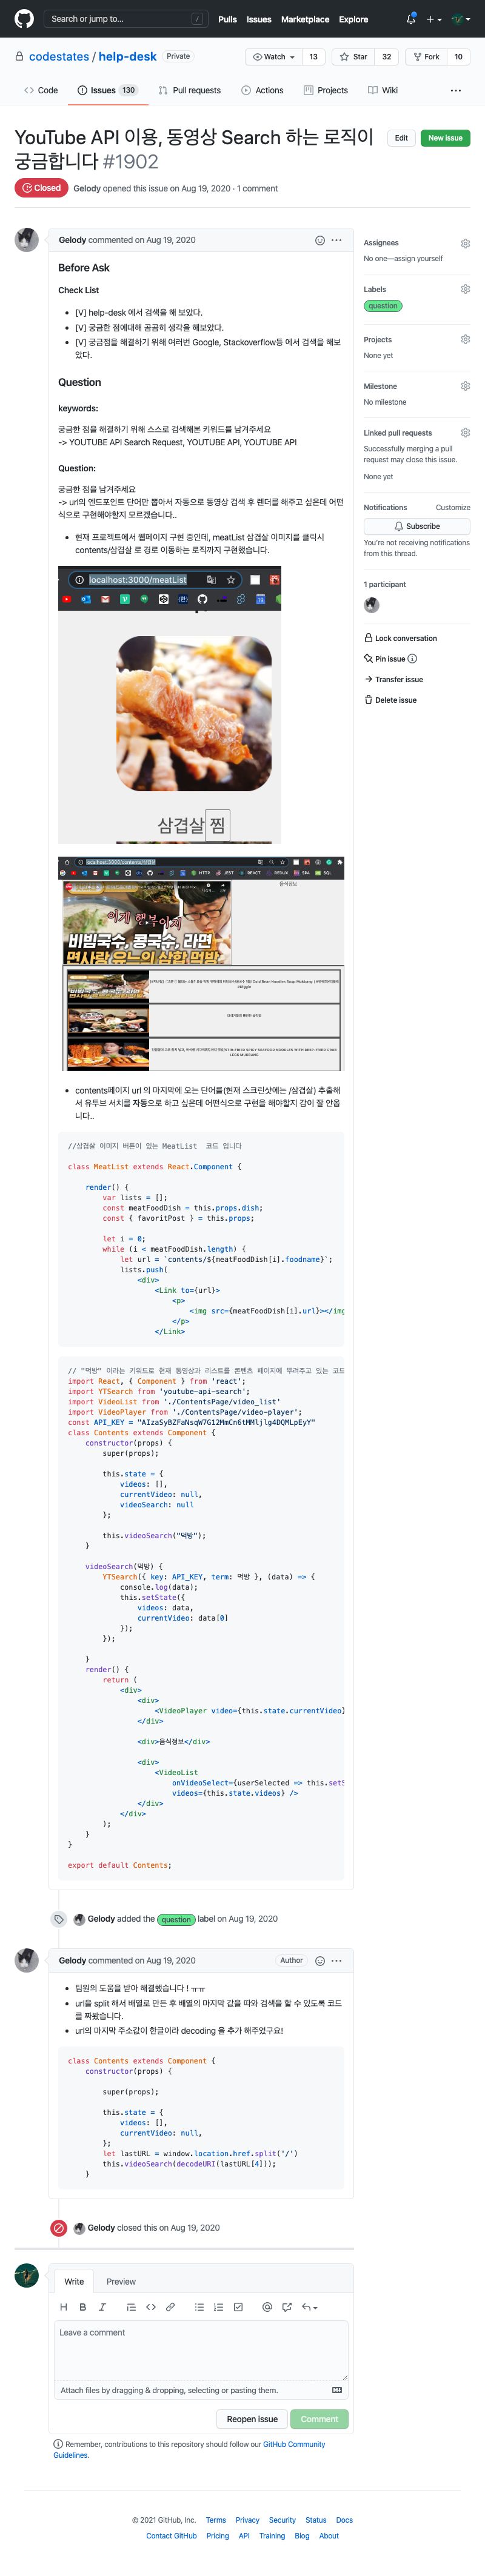 Search or jump to...
/
Pulls
Issues
Marketplace
Explore
codestates / help-desk
Private
Watch
13
Star
32
Fork
10
Code
Issues 130
Pull requests
Actions
Projects
Wiki
YouTube API 이용, 동영상 Search 하는 로직이
궁금합니다 #1902
Edit
New issue
Closed
Gelody opened this issue on Aug 19, 2020 · 1 comment
Gelody commented on Aug 19, 2020
Before Ask
Check List
[V] help-desk 에서 검색을 해 보았다.
[V] 궁금한 점에대해 곰곰히 생각을 해보았다.
[V] 궁금점을 해결하기 위해 여러번 Google, Stackoverflow등 에서 검색을 해보
았다.
Question
keywords:
궁금한 점을 해결하기 위해 스스로 검색해본 키워드를 남겨주세요
-> YOUTUBE API Search Request, YOUTUBE API, YOUTUBE API
Question:
궁금한 점을 남겨주세요
-> url의 엔드포인트 단어만 뽑아서 자동으로 동영상 검색 후 렌더를 해주고 싶은데 어떤
식으로 구현해야할지 모르겠습니다..
현재 프로젝트에서 웹페이지 구현 중인데, meatList 삼겹살 이미지를 클릭시
contents/삼겹살 로 경로 이동하는 로직까지 구현했습니다.
localhost:3000/meatList
삼겹살 찜
이게 행복이지
비빔국수, 콩국수, 라면
면사랑 유느의 삼합 먹방
음식정보
contents페이지 url 의 마지막에 오는 단어를(현재 스크린샷에는 /삼겹살) 추출해
서 유투브 서치를 자동으로 하고 싶은데 어떤식으로 구현을 해야할지 감이 잘 안옵
니다..
//삼겹살 이미지 버튼이 있는 MeatList  코드 입니다
class MeatList extends React.Component {
render() {
var lists = [];
const meatFoodDish = this.props.dish;
const { favoritPost } = this.props;
let i = 0;
while (i < meatFoodDish.length) {
let url = `contents/${meatFoodDish[i].foodname}`;
lists.push(
<div>
<Link to={url}>
<p>
<img src={meatFoodDish[i].url}></img
</p>
</Link>
// "먹방" 이라는 키워드로 현재 동영상과 리스트를 콘텐츠 페이지에 뿌려주고 있는 코드
import React, { Component } from 'react';
import YTSearch from 'youtube-api-search';
import VideoList from './ContentsPage/video_list'
import VideoPlayer from './ContentsPage/video-player';
const API_KEY = "AIzaSyBZFaNsqW7G12MmCn6tMMljlg4DQMLpEyY"
class Contents extends Component {
constructor(props) {
super(props);
this.state = {
videos: [],
currentVideo: null,
videoSearch: null
};
this.videoSearch("먹방");
}
videoSearch(먹방) {
YTSearch({ key: API_KEY, term: 먹방 }, (data) => {
console.log(data);
this.setState({
videos: data,
currentVideo: data[0]
});
});
}
render() {
return (
<div>
<div>
<VideoPlayer video={this.state.currentVideo}
</div>
<div>음식정보</div>
<div>
<VideoList
onVideoSelect={userSelected => this.setS
videos={this.state.videos} />
</div>
</div>
);
}
}
export default Contents;
Gelody added the question label on Aug 19, 2020
Gelody commented on Aug 19, 2020
Author
팀원의 도움을 받아 해결했습니다 ! ㅠㅠ
url을 split 해서 배열로 만든 후 배열의 마지막 값을 따와 검색을 할 수 있도록 코드
를 짜봤습니다.
url의 마지막 주소값이 한글이라 decoding 을 추가 해주었구요!
class Contents extends Component {
constructor(props) {
super(props);
this.state = {
videos: [],
currentVideo: null,
};
let lastURL = window.location.href.split('/')
this.videoSearch(decodeURI(lastURL[4]));
}
Gelody closed this on Aug 19, 2020
Write
Preview
Leave a comment
Attach files by dragging & dropping, selecting or pasting them.
Reopen issue
Comment
Remember, contributions to this repository should follow our GitHub Community
Guidelines.
Assignees
No one—assign yourself
Labels
question
Projects
None yet
Milestone
No milestone
Linked pull requests
Successfully merging a pull
request may close this issue.
None yet
Notifications
Customize
Subscribe
You're not receiving notifications
from this thread.
1 participant
Lock conversation
Pin issue
Transfer issue
Delete issue
© 2021 GitHub, Inc.
Terms
Privacy
Security
Status
Docs
Contact GitHub
Pricing
API
Training
Blog
About